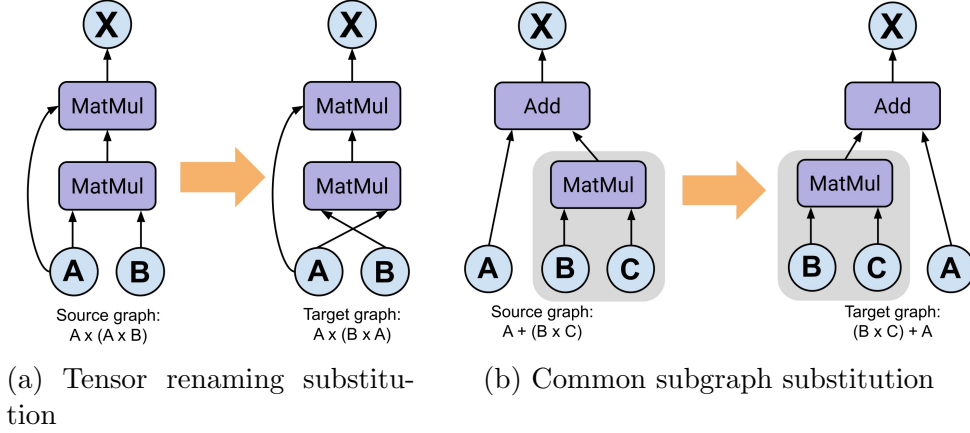 X
MatMul
MatMul
A
B
Source graph:
A x (A x B)
X
MatMul
MatMul
A
B
Target graph:
A x (B x A)
(a) Tensor renaming substitu-
tion
X
Add
MatMul
A
B
C
Source graph:
A + (B x C)
X
Add
MatMul
B
C
A
Target graph:
(B x C) + A
(b) Common subgraph substitution